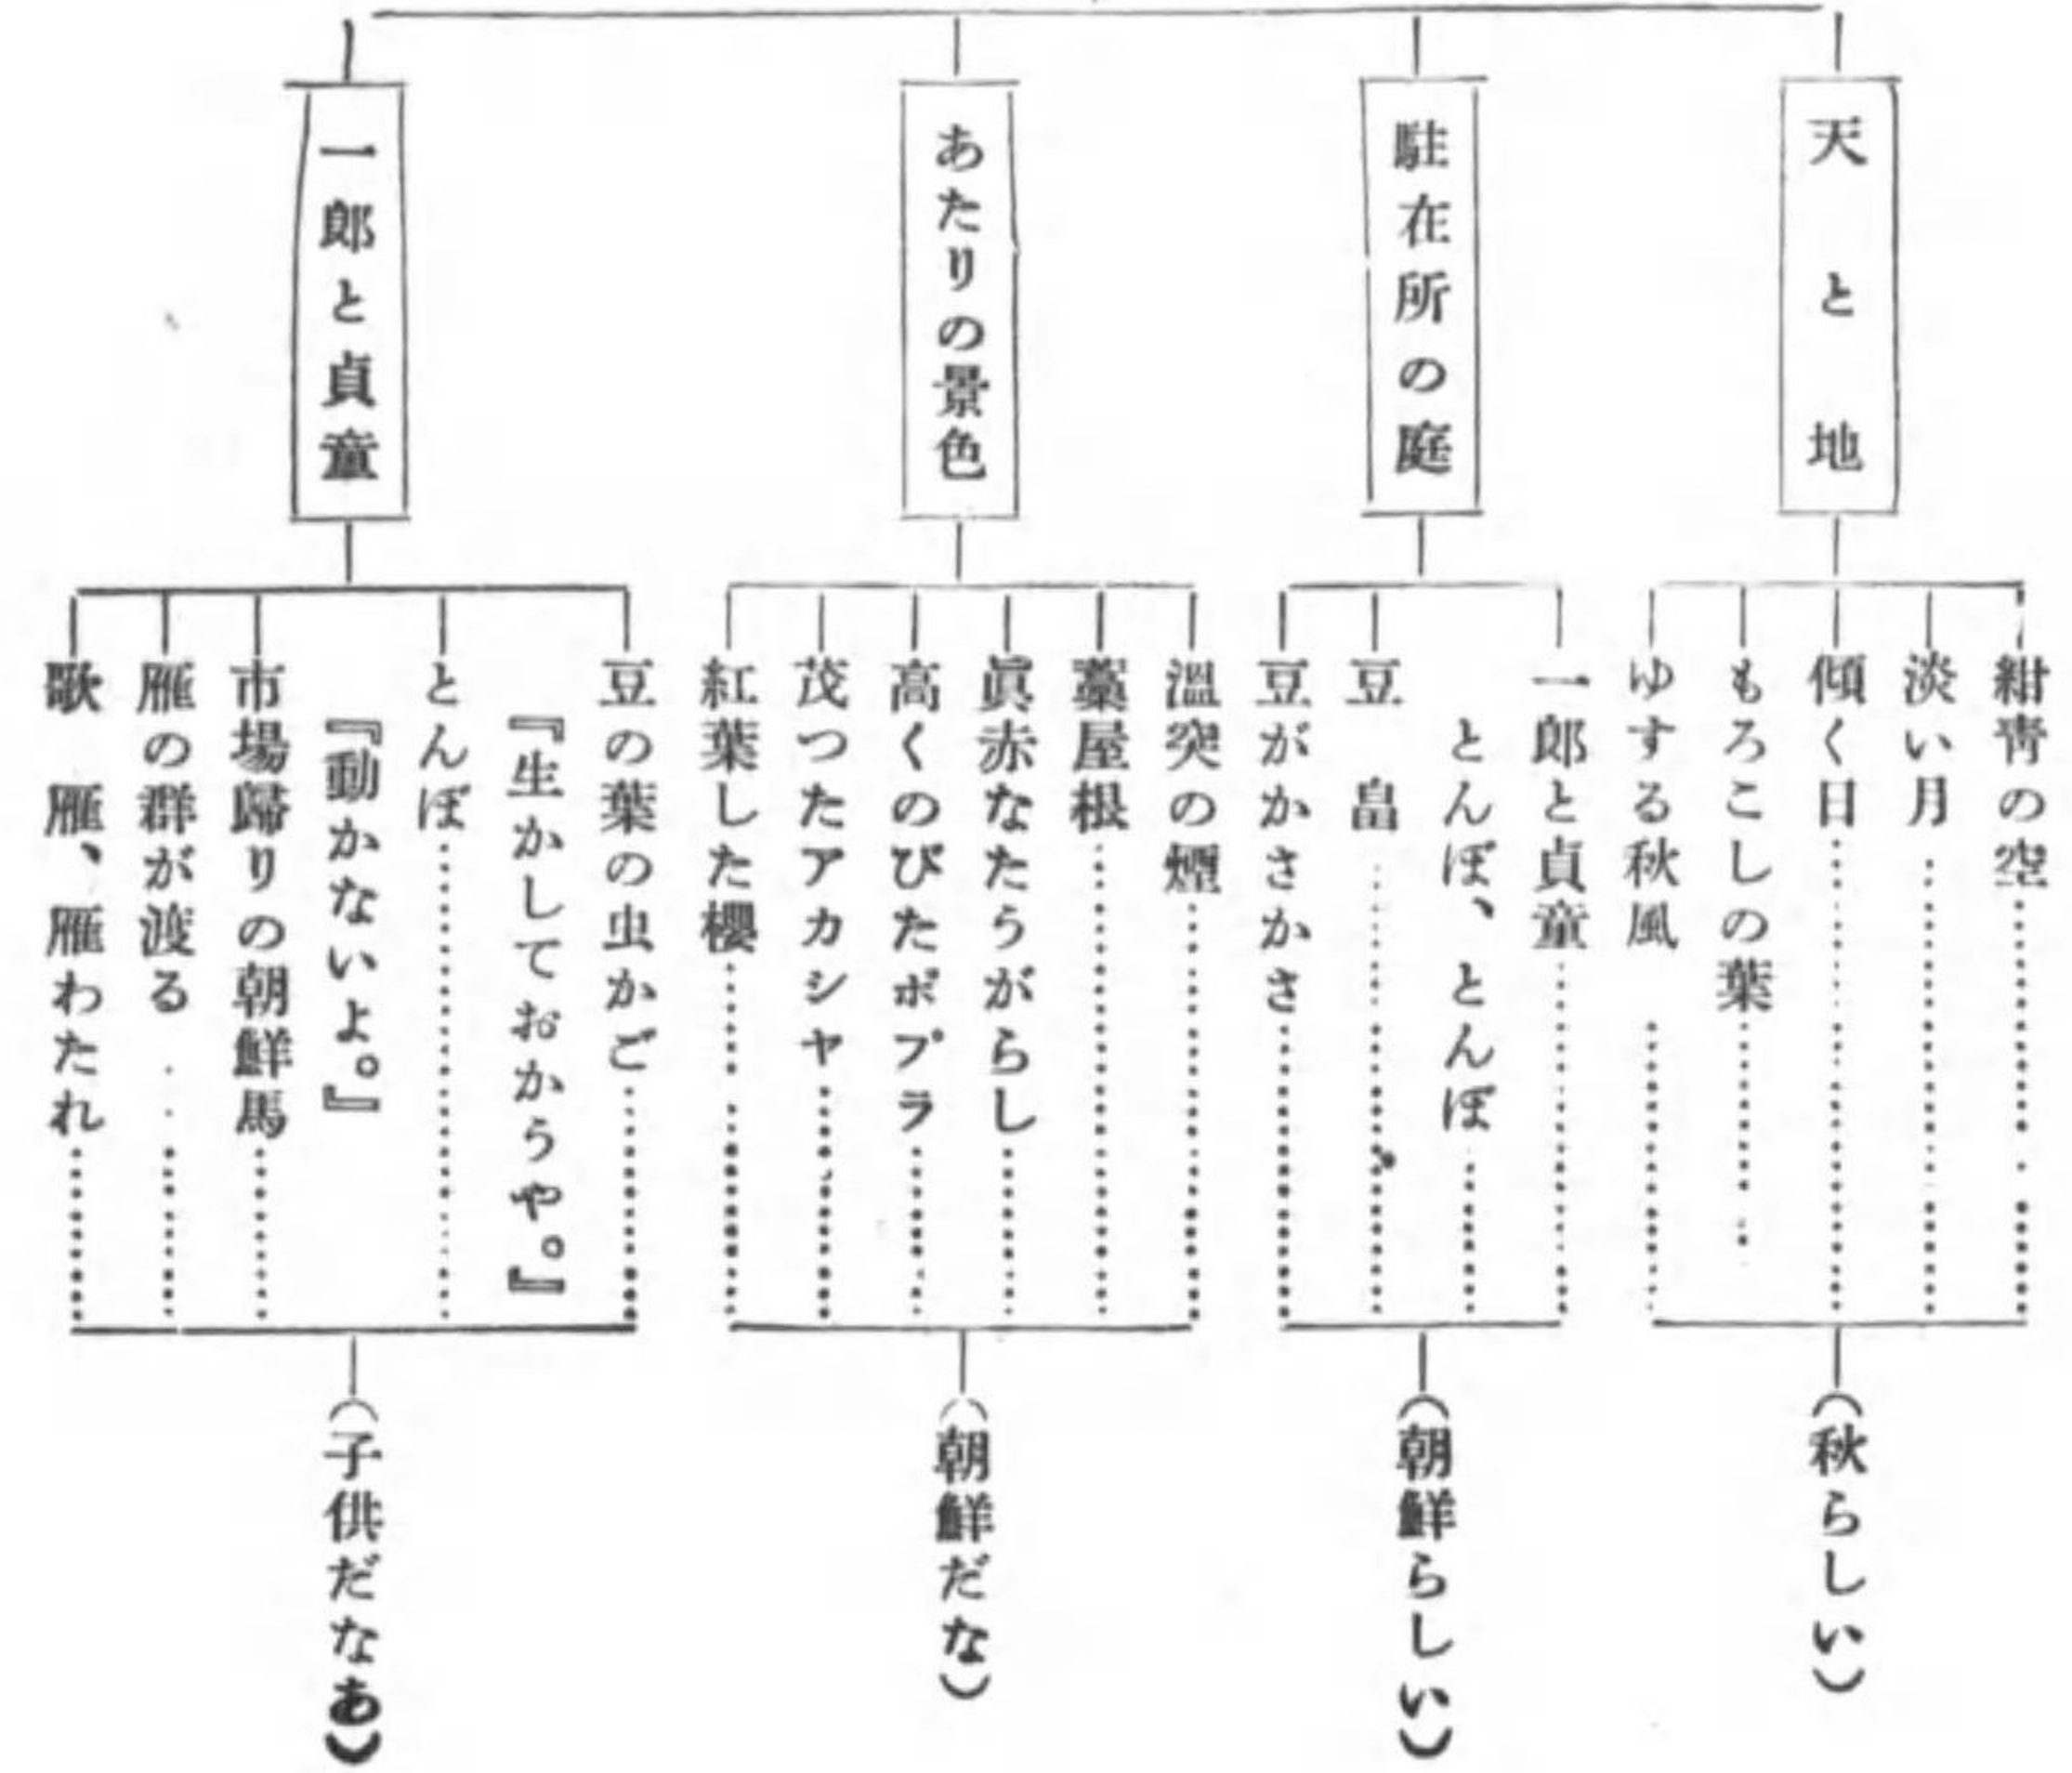 天と地
紺靑の空
淡い月
傾く日
もろこしの葉
ゆする秋風
(秋らしい)
駐在所の庭
一郎と貞童
とんぼ、とんぼ
豆畠
豆がかさかさ
(朝鮮らしい)
あたりの景色
溫突の煙
藁屋根
眞赤なたうがらし
高くのびたポプラ
茂つたアカシヤ
紅葉した櫻
(朝鮮だな)
一郎と貞童
豆の葉の虫かご
『生かしておかうや。』
とんぼ
『動かないよ。』
市場歸りの朝鮮馬
雁の群が渡る
歌 雁、雁わたれ
(子供だなあ)